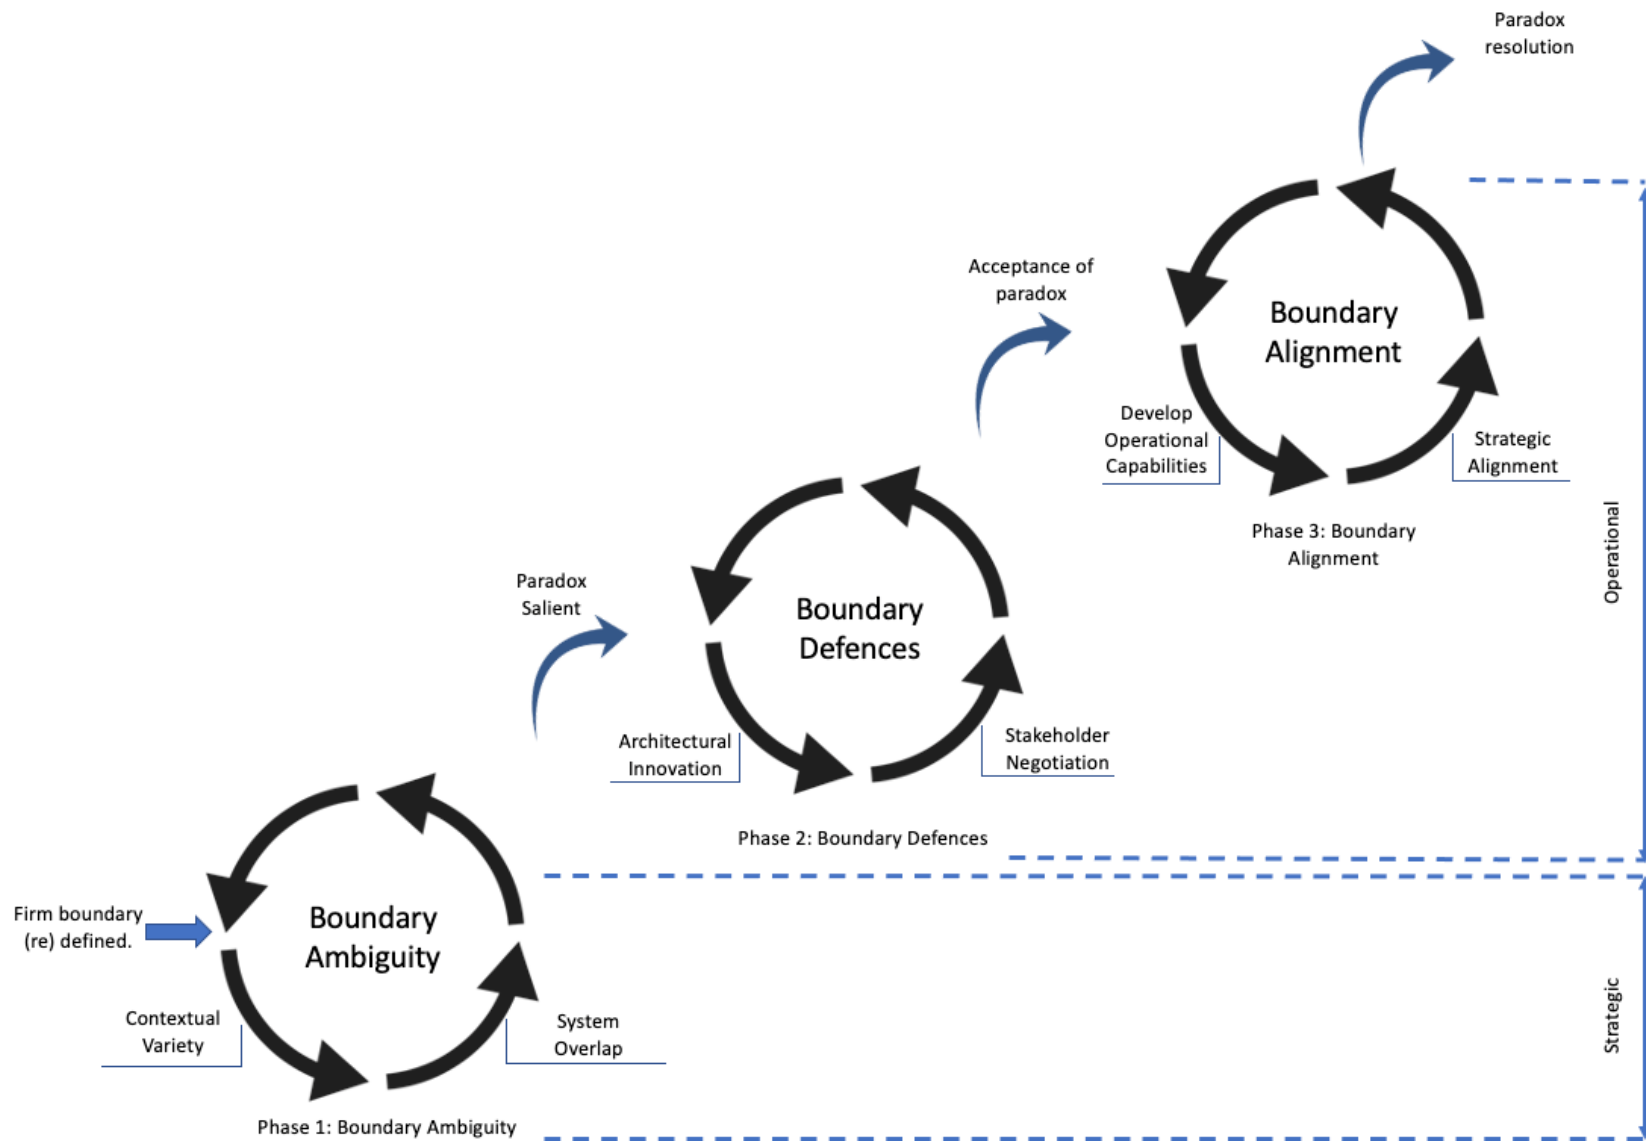 Paradox
resolution
Acceptance of
paradox
Boundary
Alignment
Develop
Operational
Capabilities
Strategic
Alignment
Phase 3: Boundary
Alignment
Operational
Paradox
Salient
Boundary
Defences
Architectural
Innovation
Stakeholder
Negotiation
Phase 2: Boundary Defences
Firm boundary
(re) defined.
Boundary
Ambiguity
Contextual
Variety
System
Overlap
Strategic
Phase 1: Boundary Ambiguity